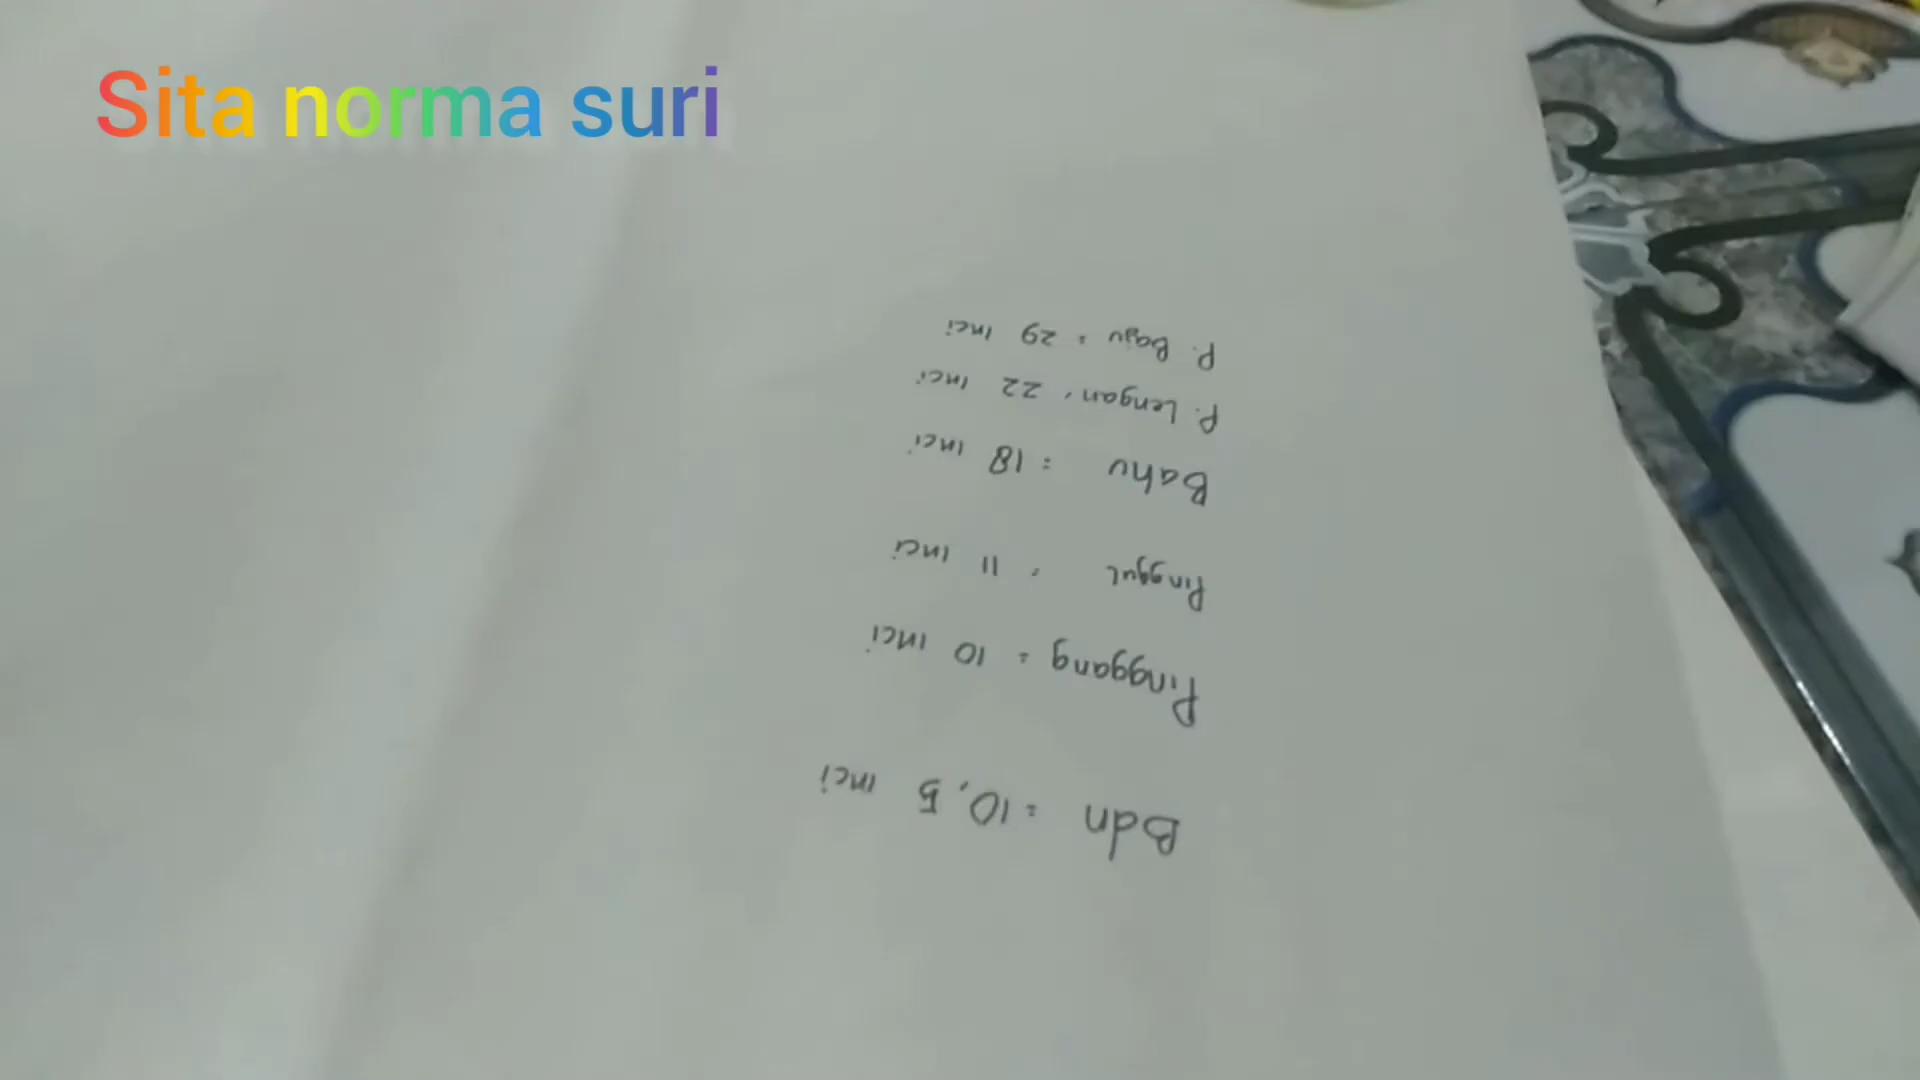 Sita norma suri
Bdn = 10,5 inci
Pinggang = 10 inci
Pinggul = 11 inci
Bahu = 18 inci
P. Lengan = 22 inci
P. Baju = 29 inci